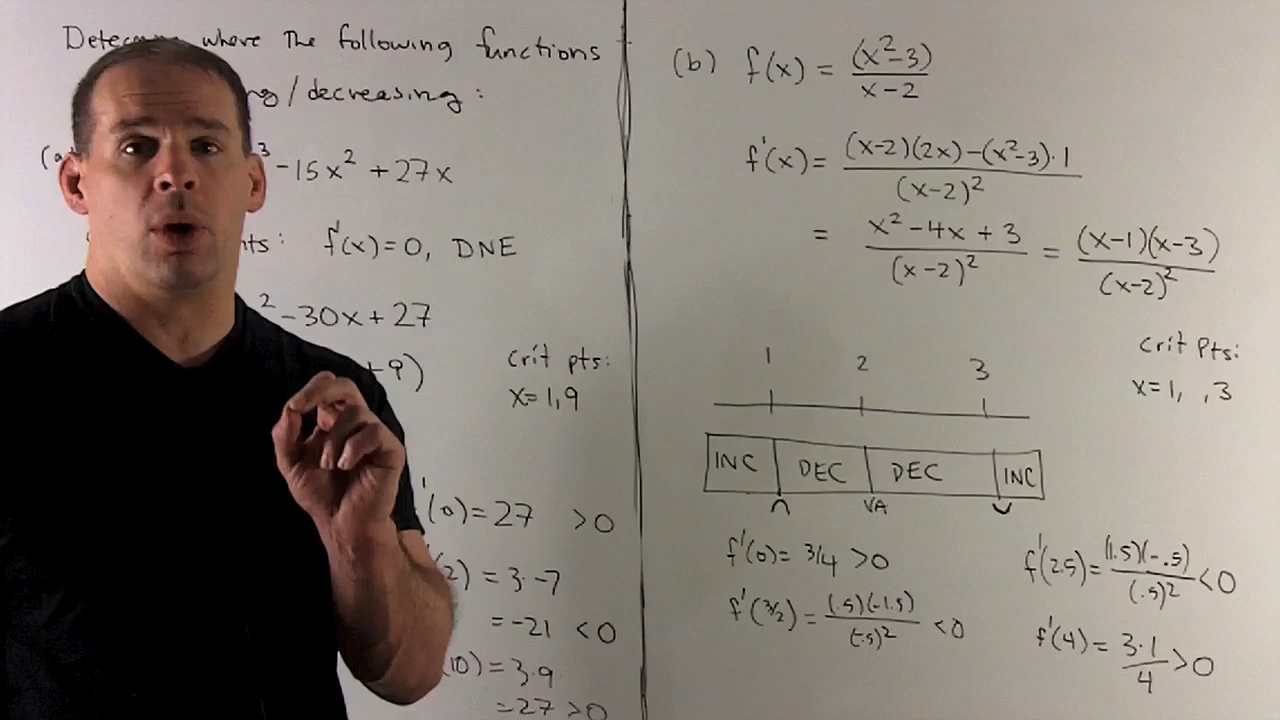 where the following functions
/decreasing:
-15x² + 27x
f'(x) = 0, DNE
² - 30x + 27
9)
crit pts:
x = 1, 9
'(0) = 27 > 0
2) = 3·-7
= -21 < 0
10) = 3·9
= 27 > 0
(b) f(x) = (x²-3)/(x-2)
f'(x) = ((x-2)(2x) - (x²-3)·1)/(x-2)²
= (x² - 4x + 3)/(x-2)² = ((x-1)(x-3))/(x-2)²
crit pts:
x = 1, , 3
1 2 3
INC DEC DEC INC
∩ VA ∪
f'(0) = 3/4 > 0
f'(3/2) = ((.5)(-1.5))/(-.5)² < 0
f'(2.5) = ((1.5)(-.5))/(.5)² < 0
f'(4) = (3·1)/4 > 0